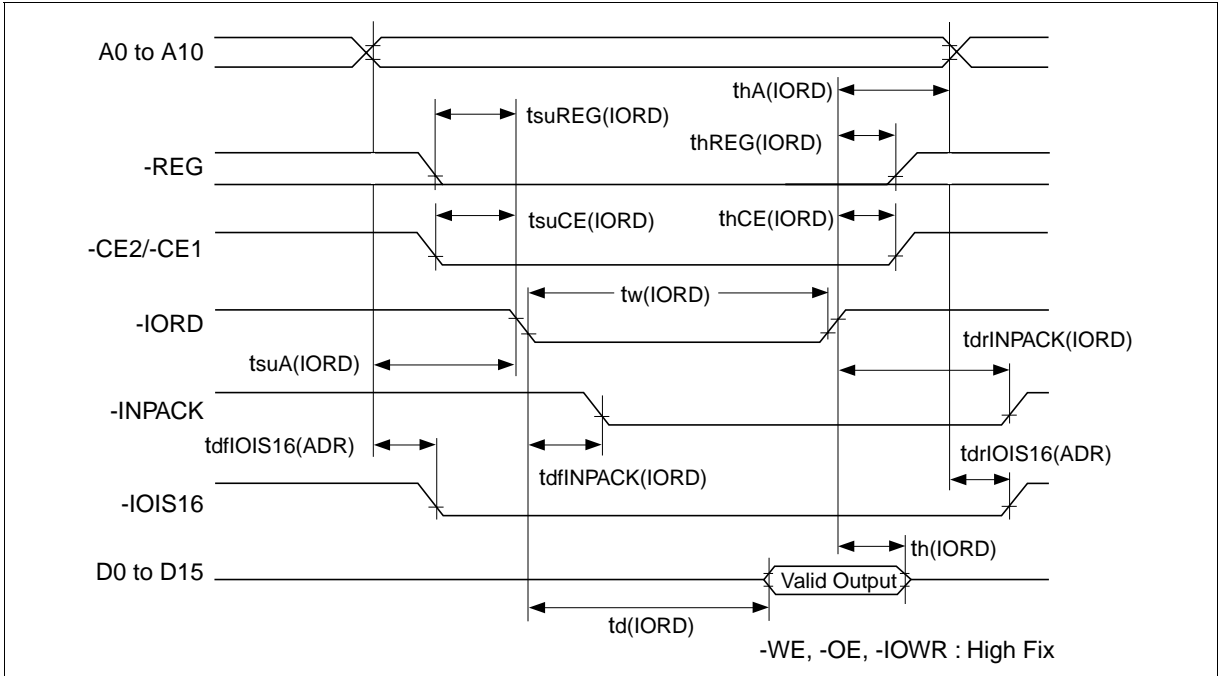 A0 to A10
thA(IORD)
tsuREG(IORD)
thREG(IORD)
-REG
tsuCE(IORD)
thCE(IORD)
-CE2/-CE1
tw(IORD)
-IORD
tdrINPACK(IORD)
tsuA(IORD)
-INPACK
tdfIOIS16(ADR)
tdrIOIS16(ADR)
tdfINPACK(IORD)
-IOIS16
th(IORD)
D0 to D15
Valid Output
td(IORD)
-WE, -OE, -IOWR : High Fix